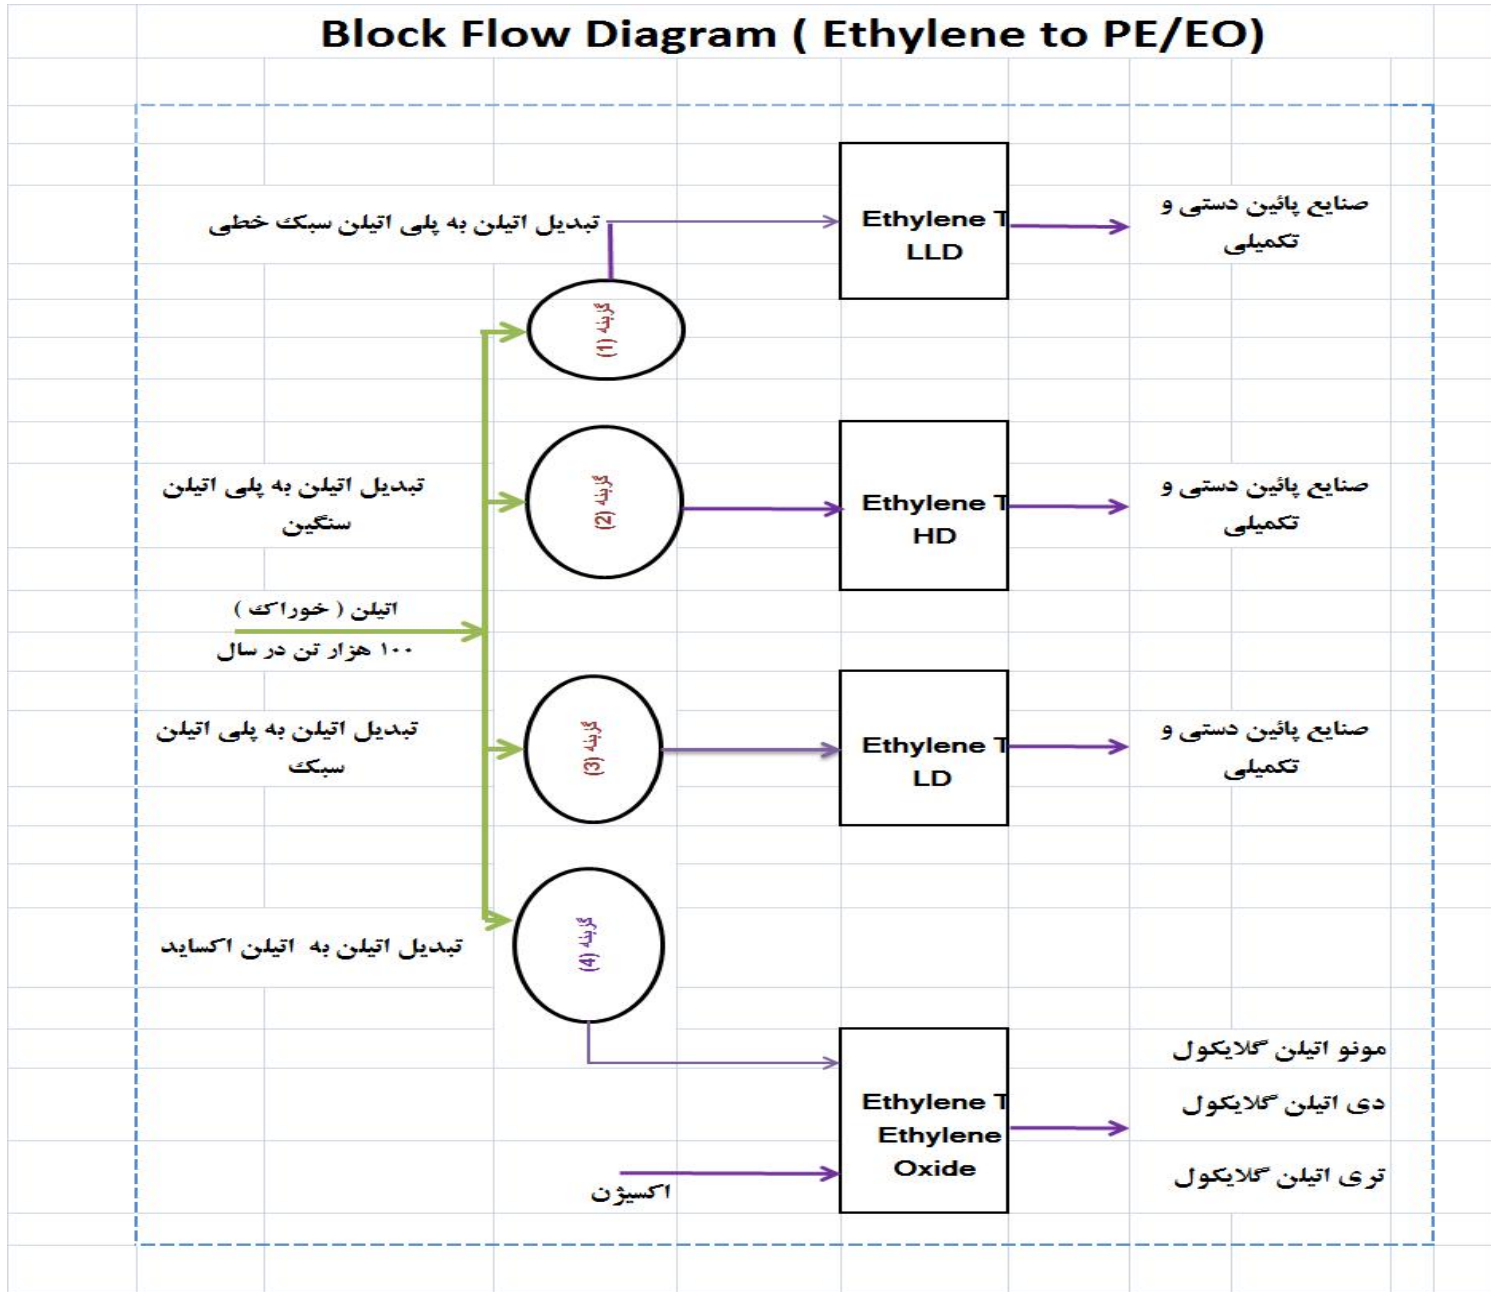 Block Flow Diagram ( Ethylene to PE/EO)
تبدیل اتیلن به پلی اتیلن سبک خطی
Ethylene T
LLD
صنایع پائین دستی و
تکمیلی
گزینه (1)
تبدیل اتیلن به پلی اتیلن
سنگین
گزینه (2)
Ethylene T
HD
صنایع پائین دستی و
تکمیلی
اتیلن ( خوراک )
۱۰۰ هزار تن در سال
تبدیل اتیلن به پلی اتیلن
سبک
گزینه (3)
Ethylene T
LD
صنایع پائین دستی و
تکمیلی
تبدیل اتیلن به اتیلن اکساید
گزینه (4)
Ethylene T
Ethylene
Oxide
اکسیژن
مونو اتیلن گلایکول
دی اتیلن گلایکول
تری اتیلن گلایکول